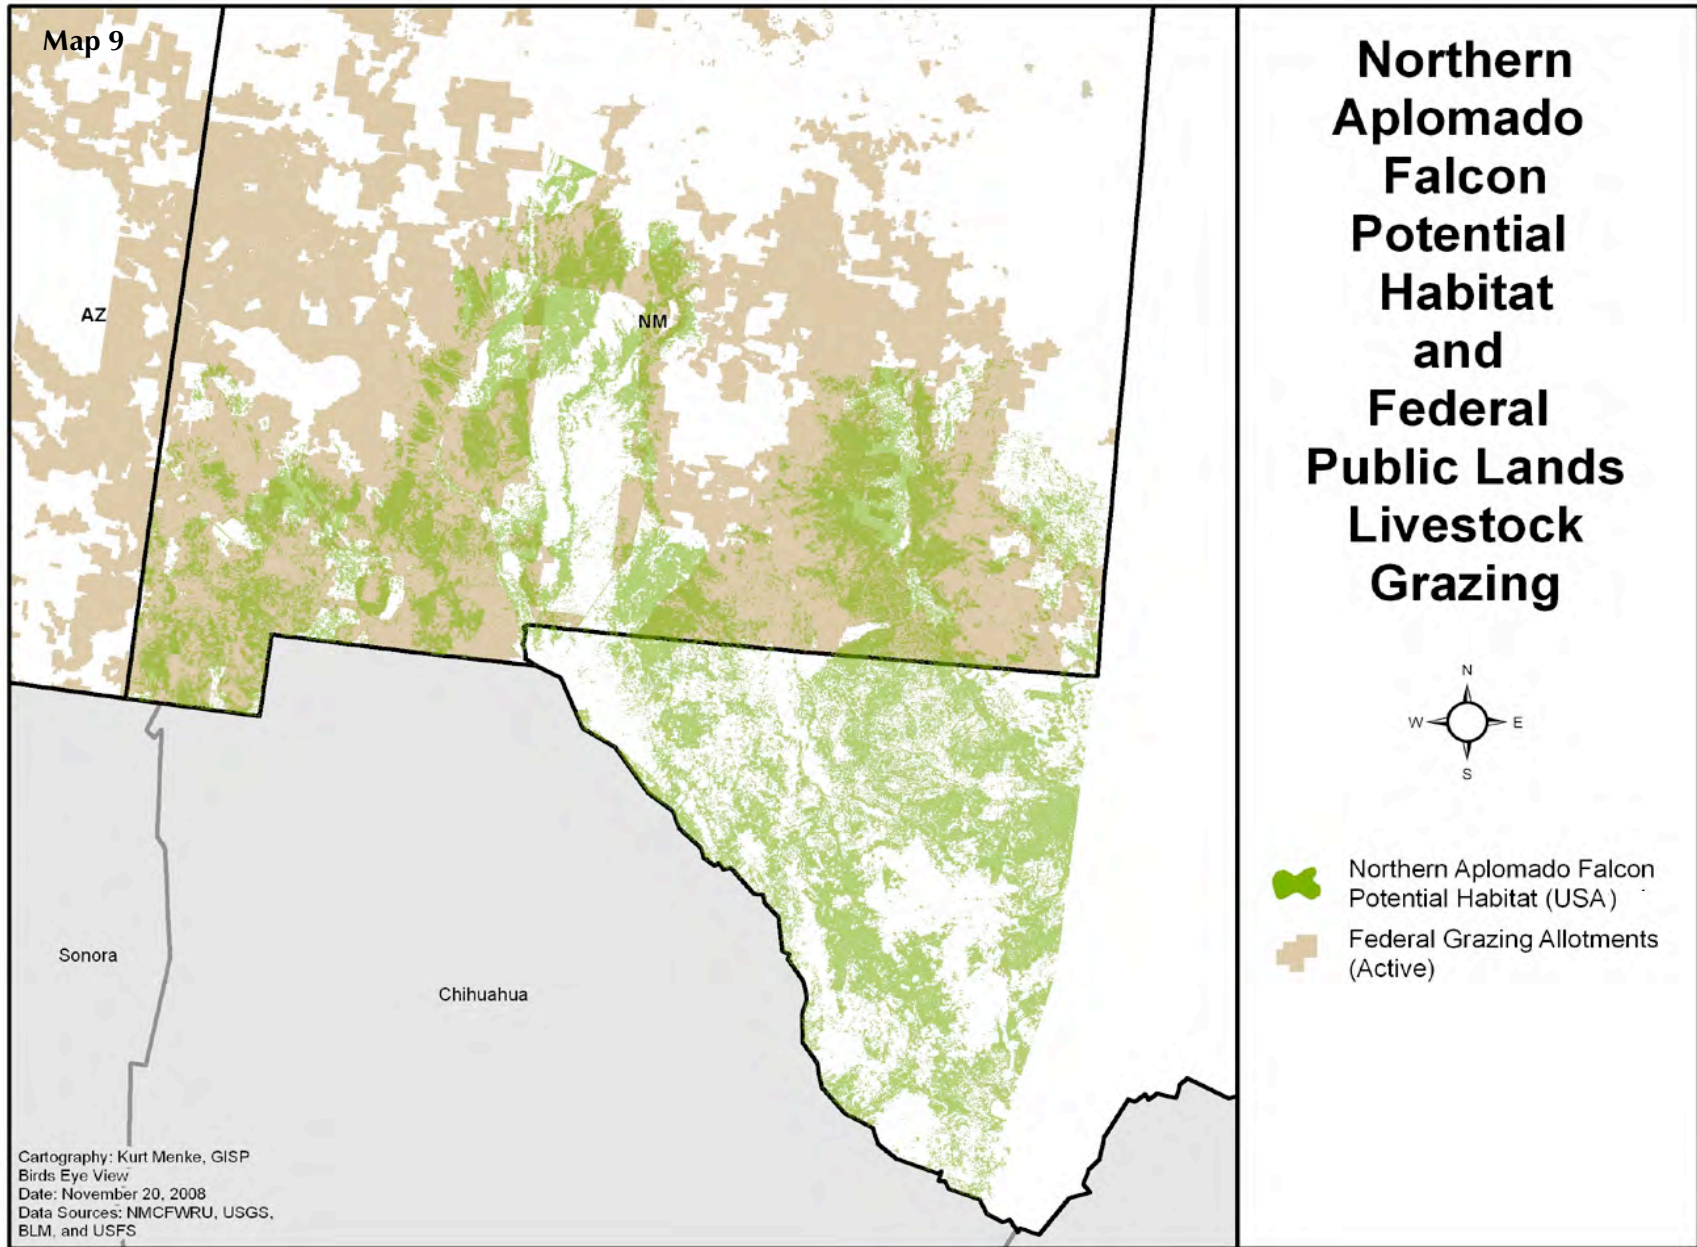 Map 9
Northern
Aplomado
Falcon
Potential
Habitat
and
Federal
Public Lands
Livestock
Grazing
AZ
NM
N
W
E
S
Northern Aplomado Falcon
Potential Habitat (USA)
Federal Grazing Allotments
(Active)
Sonora
Chihuahua
Cartography: Kurt Menke, GISP
Birds Eye View
Date: November 20, 2008
Data Sources: NMCFWRU, USGS,
BLM, and USFS